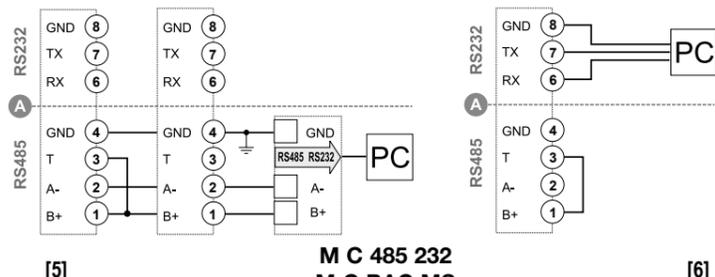 RS232
GND 8
TX 7
RX 6
GND 8
TX 7
RX 6
A
RS485
GND 4
T 3
A- 2
B+ 1
GND 4
T 3
A- 2
B+ 1
GND
RS485 RS232
A-
B+
PC
[5]
M C 485 232
RS232
GND 8
TX 7
RX 6
PC
A
RS485
GND 4
T 3
A- 2
B+ 1
[6]